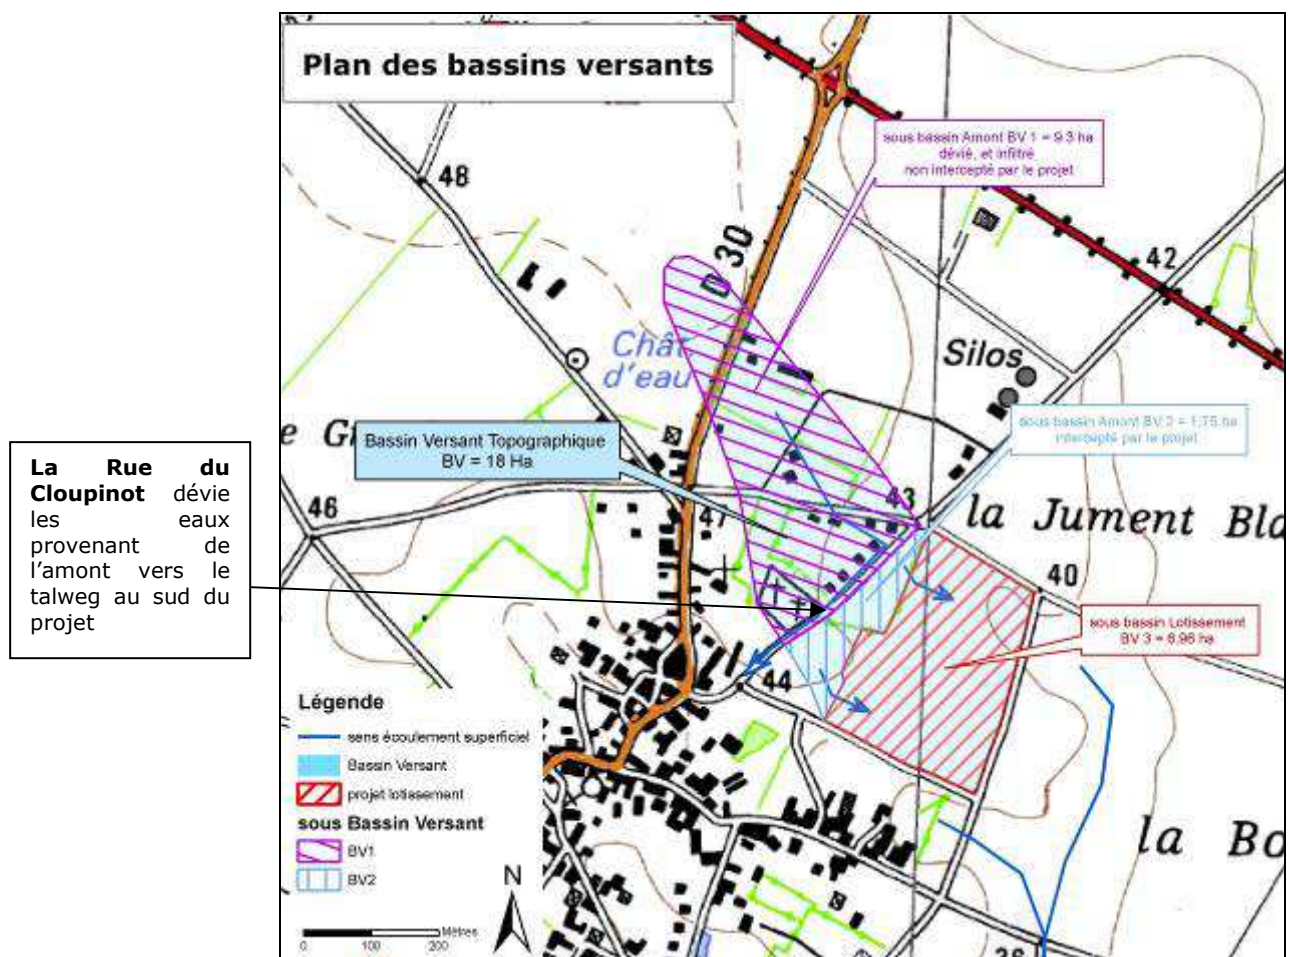 Plan des bassins versants
sous bassin Amont BV 1 = 9.3 ha
dévié, et infiltré
non intercepté par le projet
48
D 30
42
Chât
d'eau
Silos
sous bassin Amont BV 2 = 1,75 ha
intercepté par le projet
Bassin Versant Topographique
BV = 18 Ha
La Rue du
Cloupinot dévie
les eaux
provenant de
l'amont vers le
talweg au sud du
projet
46
47
43
la Jument Bla
40
sous bassin Lotissement
BV 3 = 6,96 ha
44
Légende
sens écoulement superficiel
Bassin Versant
projet lotissement
sous Bassin Versant
BV1
BV2
N
Mètres
0 100 200
la Bo